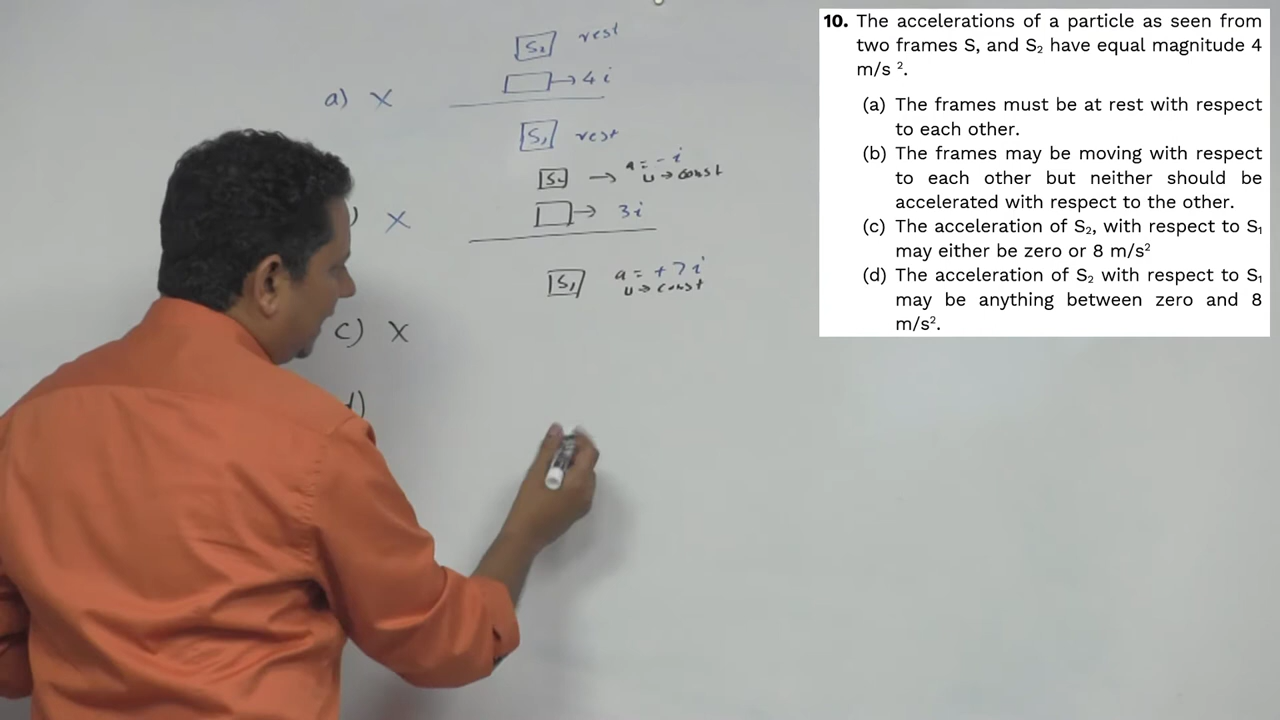 S₂ rest
→ 4 i
a) X
S₁ rest
a = - i
S₂ → u → const
) X
→ 3 i
a = + 7 i
S₁ u → const
c) X
d)
10. The accelerations of a particle as seen from
two frames S, and S₂ have equal magnitude 4
m/s ².
(a) The frames must be at rest with respect
to each other.
(b) The frames may be moving with respect
to each other but neither should be
accelerated with respect to the other.
(c) The acceleration of S₂, with respect to S₁
may either be zero or 8 m/s²
(d) The acceleration of S₂ with respect to S₁
may be anything between zero and 8
m/s².